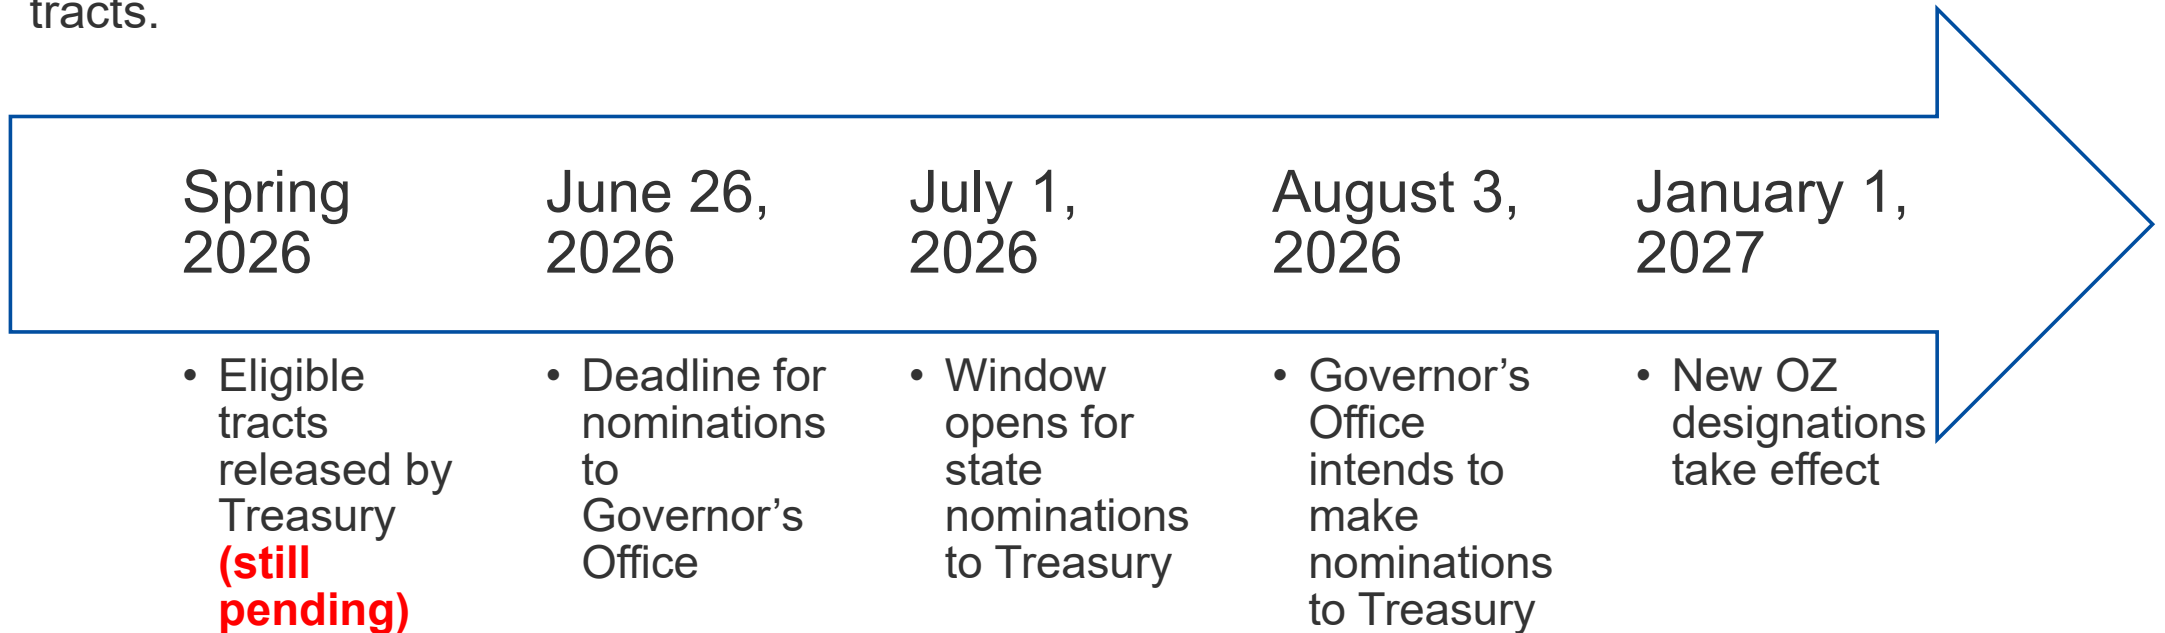 tracts.
Spring
2026
June 26,
2026
July 1,
2026
August 3,
2026
January 1,
2027
• Eligible
tracts
released by
Treasury
(still
pending)
• Deadline for
nominations
to
Governor’s
Office
• Window
opens for
state
nominations
to Treasury
• Governor’s
Office
intends to
make
nominations
to Treasury
• New OZ
designations
take effect